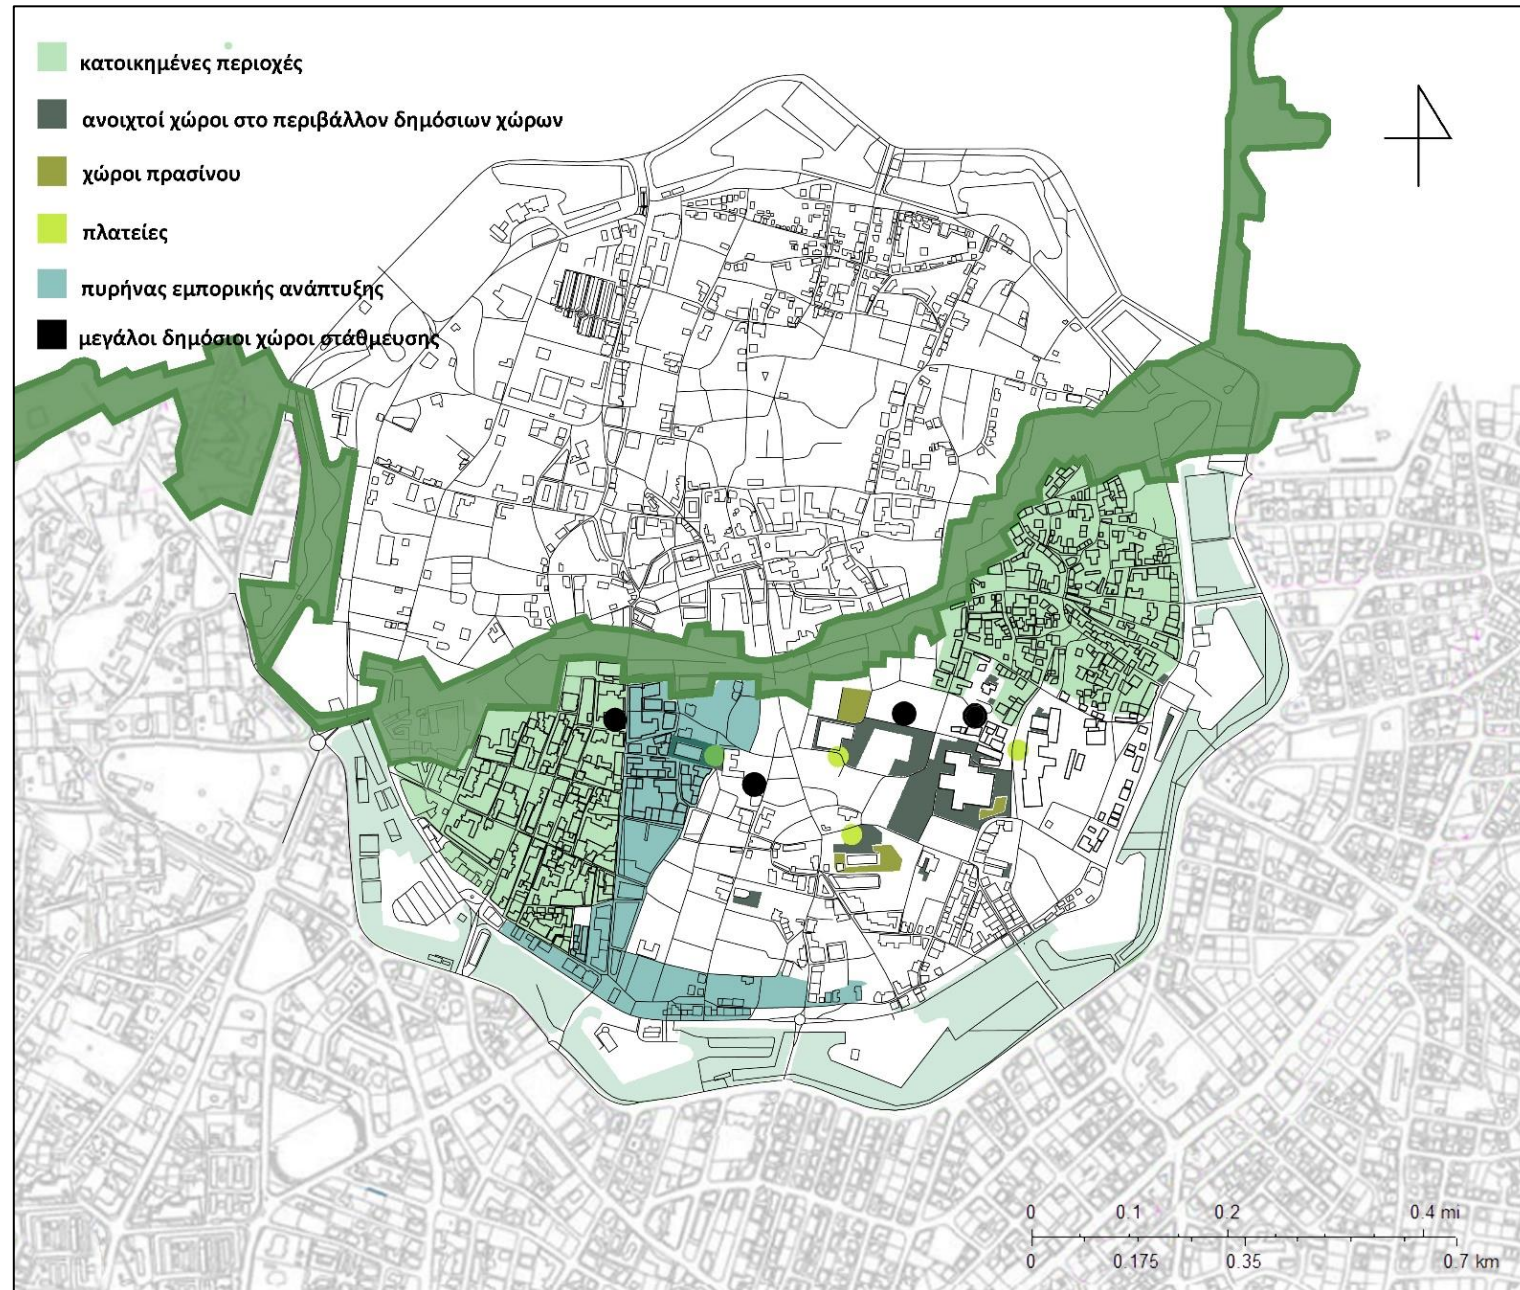 κατοικημένες περιοχές
ανοιχτοί χώροι στο περιβάλλον δημόσιων χώρων
χώροι πρασίνου
πλατείες
πυρήνας εμπορικής ανάπτυξης
μεγάλοι δημόσιοι χώροι στάθμευσης
0 0.1 0.2 0.4 mi
0 0.175 0.35 0.7 km